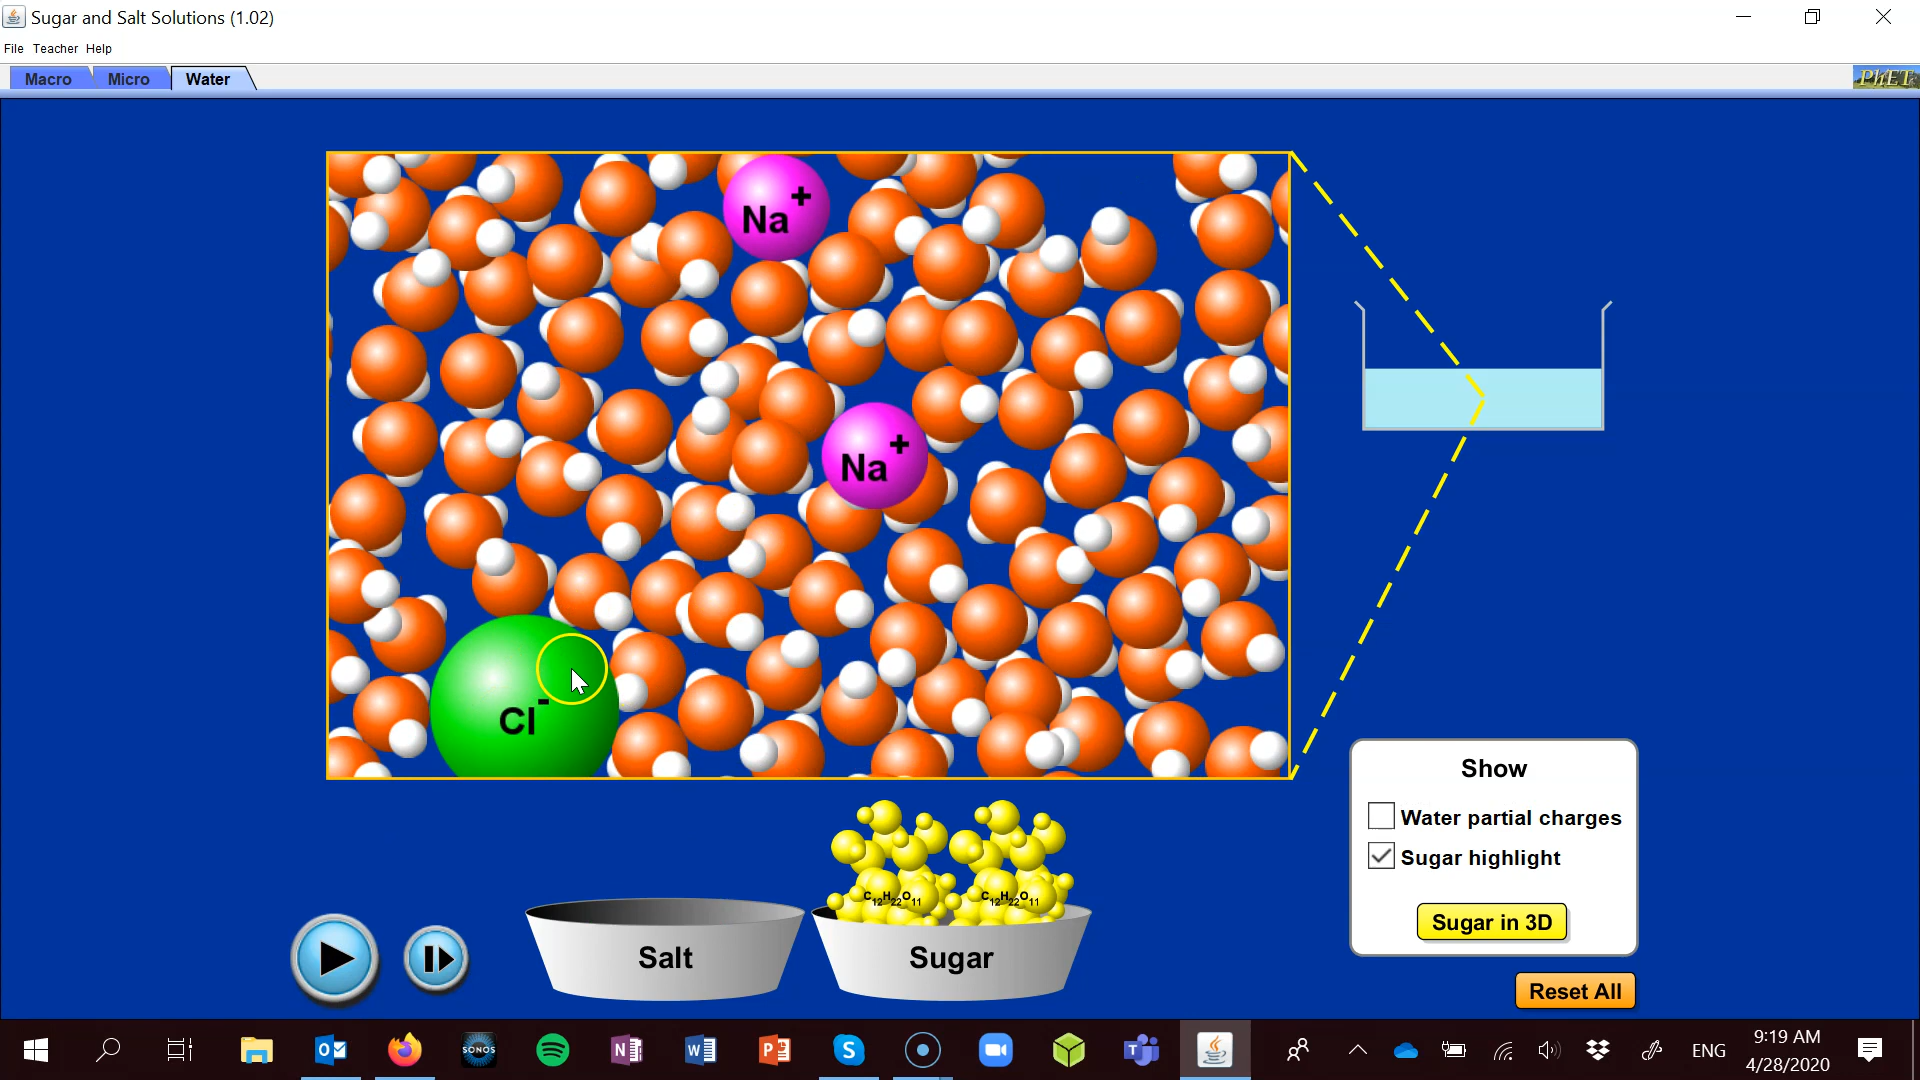 Sugar and Salt Solutions (1.02)
File Teacher Help
Macro Micro Water
PhET
Na+
Na+
Cl-
Show
Water partial charges
Sugar highlight
Sugar in 3D
C12H22O11 C12H22O11
Salt Sugar
Reset All
SONOS
ENG
9:19 AM
4/28/2020